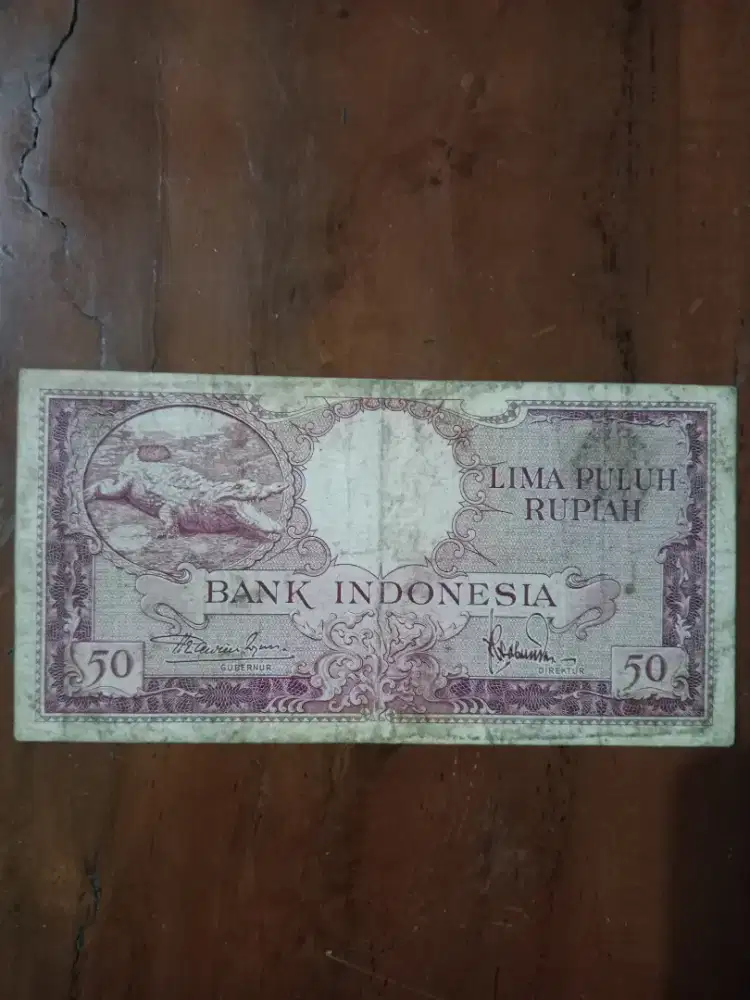 LIMA PULUH
RUPIAH
BANK INDONESIA
GUBERNUR
DIREKTUR
50
50